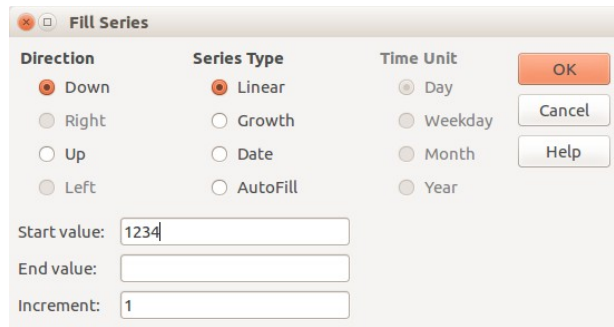 Fill Series
Direction
Series Type
Time Unit
Down
Linear
Day
Right
Growth
Weekday
Up
Date
Month
Left
AutoFill
Year
OK
Cancel
Help
Start value: 1234
End value:
Increment: 1